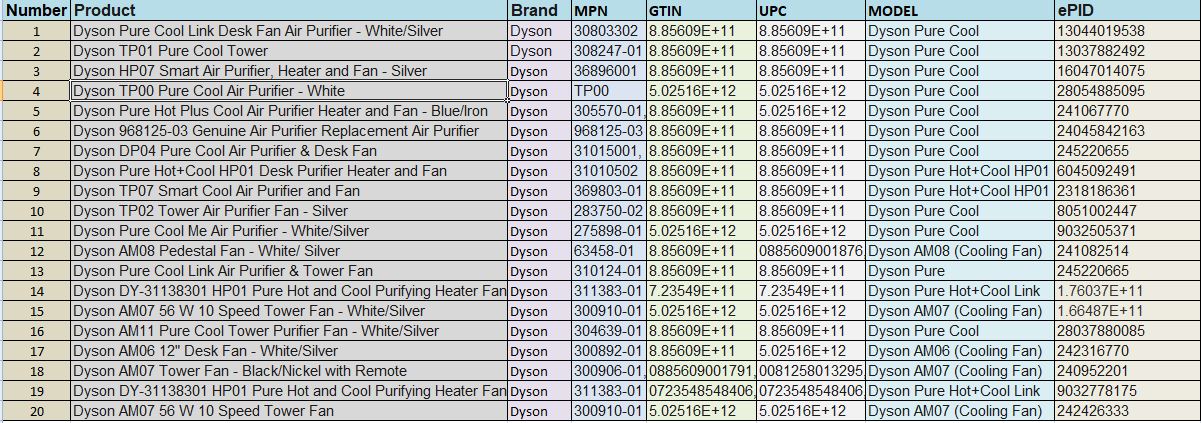 Number Product Brand MPN GTIN UPC MODEL ePID
1 Dyson Pure Cool Link Desk Fan Air Purifier - White/Silver Dyson 30803302 8.85609E+11 8.85609E+11 Dyson Pure Cool 13044019538
2 Dyson TP01 Pure Cool Tower Dyson 308247-01 8.85609E+11 8.85609E+11 Dyson Pure Cool 13037882492
3 Dyson HP07 Smart Air Purifier, Heater and Fan - Silver Dyson 36896001 8.85609E+11 8.85609E+11 Dyson Pure Cool 16047014075
4 Dyson TP00 Pure Cool Air Purifier - White Dyson TP00 5.02516E+12 5.02516E+12 Dyson Pure Cool 28054885095
5 Dyson Pure Hot Plus Cool Air Purifier Heater and Fan - Blue/Iron Dyson 305570-01, 8.85609E+11 5.02516E+12 Dyson Pure Cool 241067770
6 Dyson 968125-03 Genuine Air Purifier Replacement Air Purifier Dyson 968125-03 8.85609E+11 8.85609E+11 Dyson Pure Cool 24045842163
7 Dyson DP04 Pure Cool Air Purifier & Desk Fan Dyson 31015001, 8.85609E+11 8.85609E+11 Dyson Pure Cool 245220655
8 Dyson Pure Hot+Cool HP01 Desk Purifier Heater and Fan Dyson 31010502 8.85609E+11 8.85609E+11 Dyson Pure Hot+Cool HP01 6045092491
9 Dyson TP07 Smart Cool Air Purifier and Fan Dyson 369803-01 8.85609E+11 8.85609E+11 Dyson Pure Hot+Cool HP01 2318186361
10 Dyson TP02 Tower Air Purifier Fan - Silver Dyson 283750-02 8.85609E+11 8.85609E+11 Dyson Pure Cool 8051002447
11 Dyson Pure Cool Me Air Purifier - White/Silver Dyson 275898-01 5.02516E+12 5.02516E+12 Dyson Pure Cool 9032505371
12 Dyson AM08 Pedestal Fan - White/ Silver Dyson 63458-01 8.85609E+11 0885609001876, Dyson AM08 (Cooling Fan) 241082514
13 Dyson Pure Cool Link Air Purifier & Tower Fan Dyson 310124-01 8.85609E+11 8.85609E+11 Dyson Pure 245220665
14 Dyson DY-31138301 HP01 Pure Hot and Cool Purifying Heater Fan Dyson 311383-01 7.23549E+11 7.23549E+11 Dyson Pure Hot+Cool Link 1.76037E+11
15 Dyson AM07 56 W 10 Speed Tower Fan - White/Silver Dyson 300910-01 5.02516E+12 5.02516E+12 Dyson AM07 (Cooling Fan) 1.66487E+11
16 Dyson AM11 Pure Cool Tower Purifier Fan - White/Silver Dyson 304639-01 8.85609E+11 8.85609E+11 Dyson Pure Cool 28037880085
17 Dyson AM06 12" Desk Fan - White/Silver Dyson 300892-01 8.85609E+11 5.02516E+12 Dyson AM06 (Cooling Fan) 242316770
18 Dyson AM07 Tower Fan - Black/Nickel with Remote Dyson 300906-01, 0885609001791, 0081258013295, Dyson AM07 (Cooling Fan) 240952201
19 Dyson DY-31138301 HP01 Pure Hot and Cool Purifying Heater Fan Dyson 311383-01 0723548548406, 0723548548406, Dyson Pure Hot+Cool Link 9032778175
20 Dyson AM07 56 W 10 Speed Tower Fan Dyson 300910-01 5.02516E+12 5.02516E+12 Dyson AM07 (Cooling Fan) 242426333